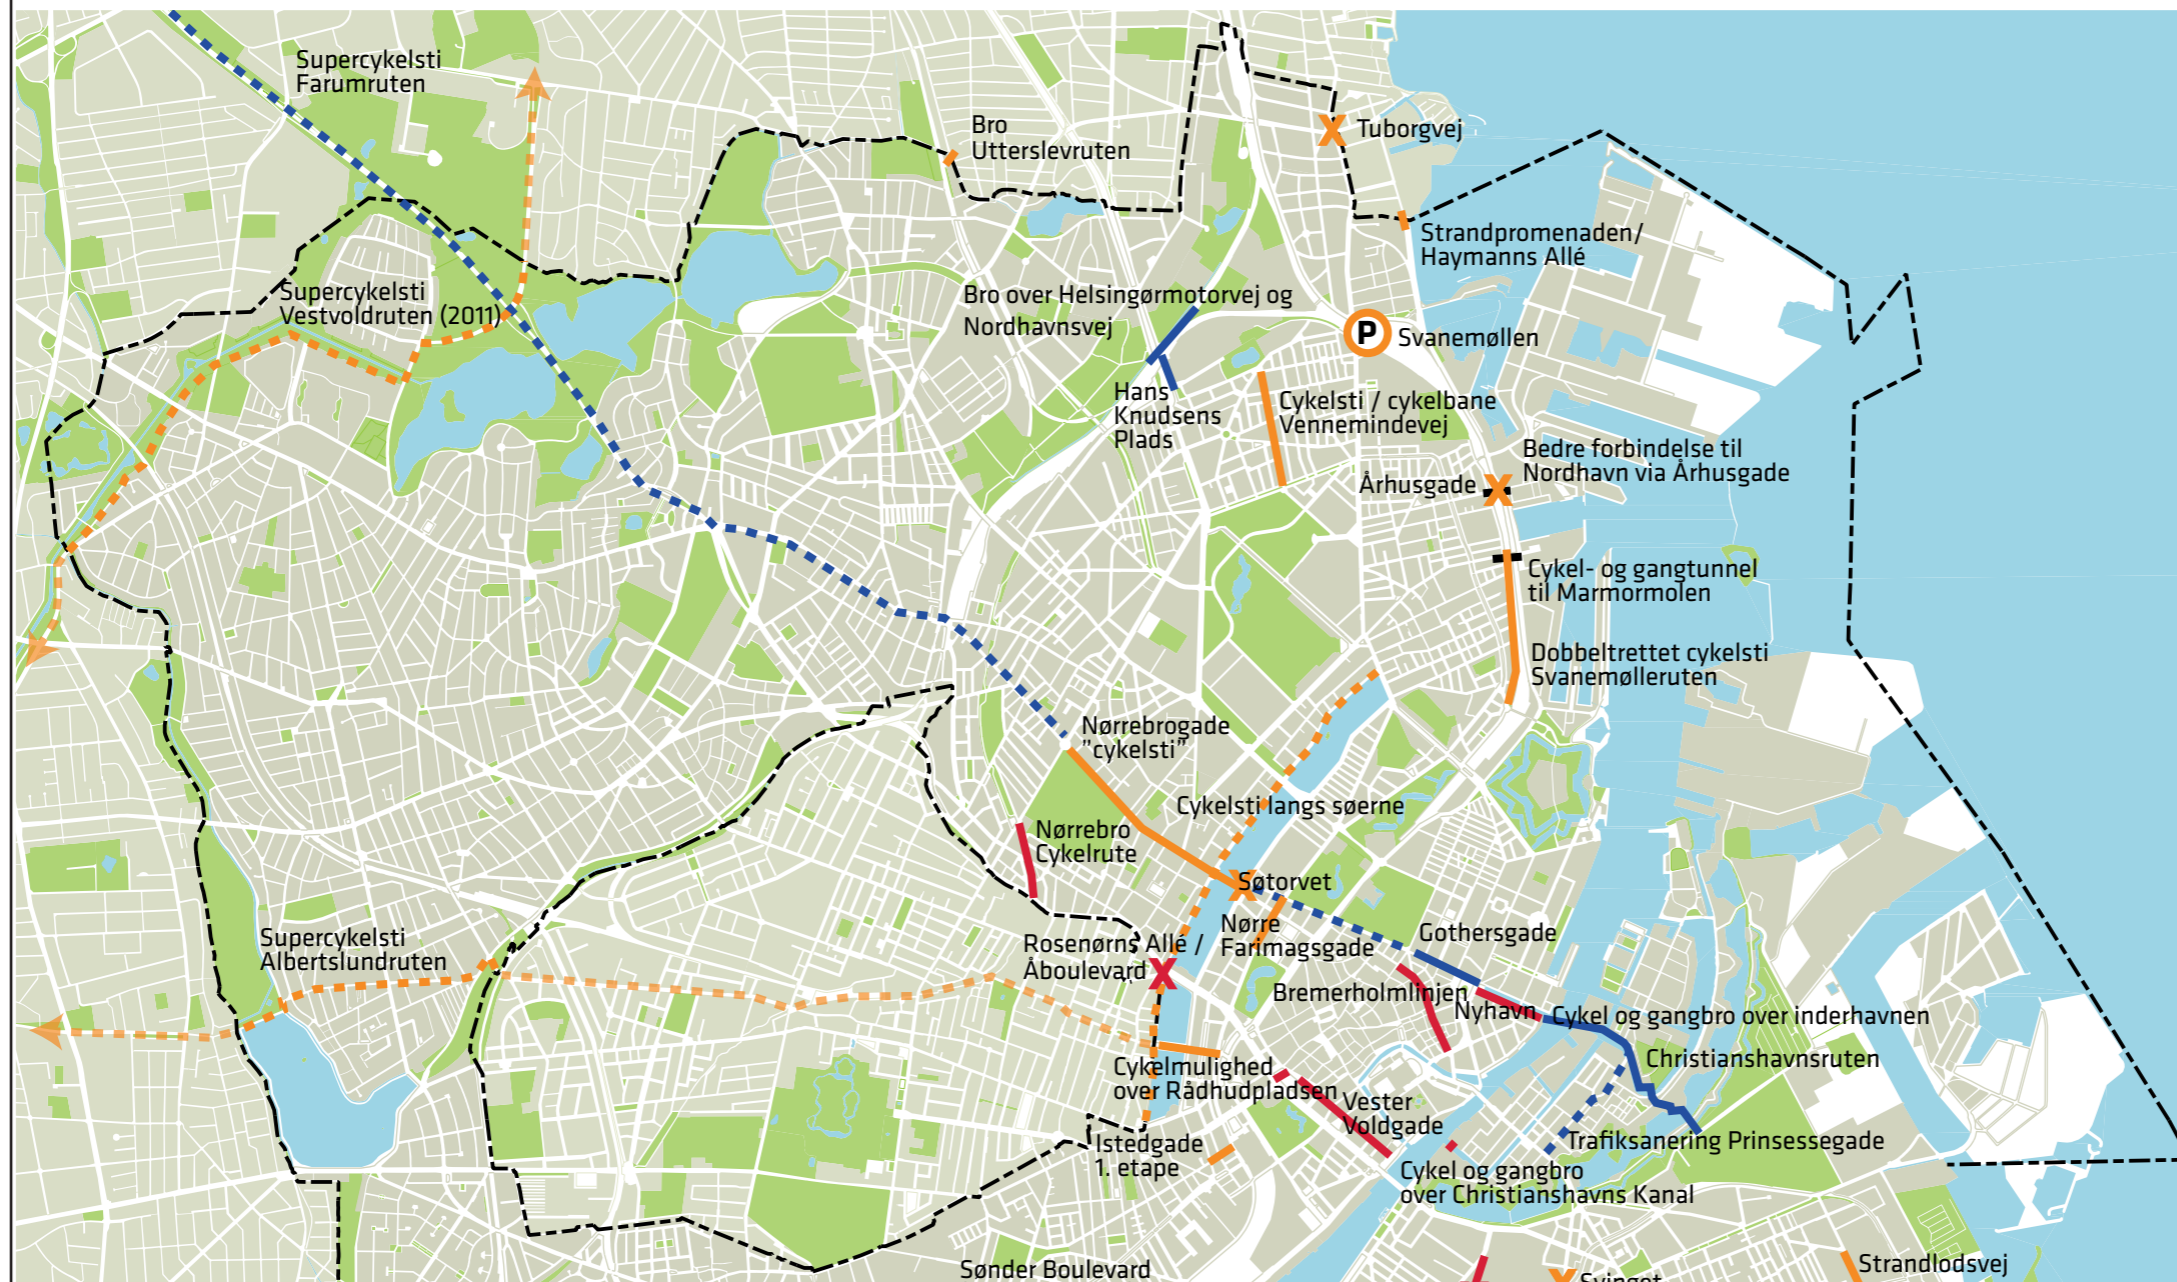 Supercykelsti
Farumruten
Bro
Utterslevruten
Tuborgvej
Strandpromenaden/
Haymanns Allé
Supercykelsti
Vestvoldruten (2011)
Bro over Helsingørmotorvej og
Nordhavnsvej
P
Svanemøllen
Hans
Knudsens
Plads
Cykelsti / cykelbane
Vennemindevej
Bedre forbindelse til
Nordhavn via Århusgade
Århusgade
Cykel- og gangtunnel
til Marmormolen
Dobbeltrettet cykelsti
Svanemølleruten
Nørrebrogade
"cykelsti"
Cykelsti langs søerne
Nørrebro
Cykelrute
Søtorvet
Nørre
Farimagsgade
Gothersgade
Supercykelsti
Albertslundruten
Rosenørns Allé /
Åboulevard
Bremerholmlinjen
Nyhavn
Cykel og gangbro over inderhavnen
Christianshavnsruten
Cykelmulighed
over Rådhudpladsen
Vester
Voldgade
Trafiksanering Prinsessegade
Istedgade
1. etape
Cykel og gangbro
over Christianshavns Kanal
Sønder Boulevard
Svinget
Strandlodsvej